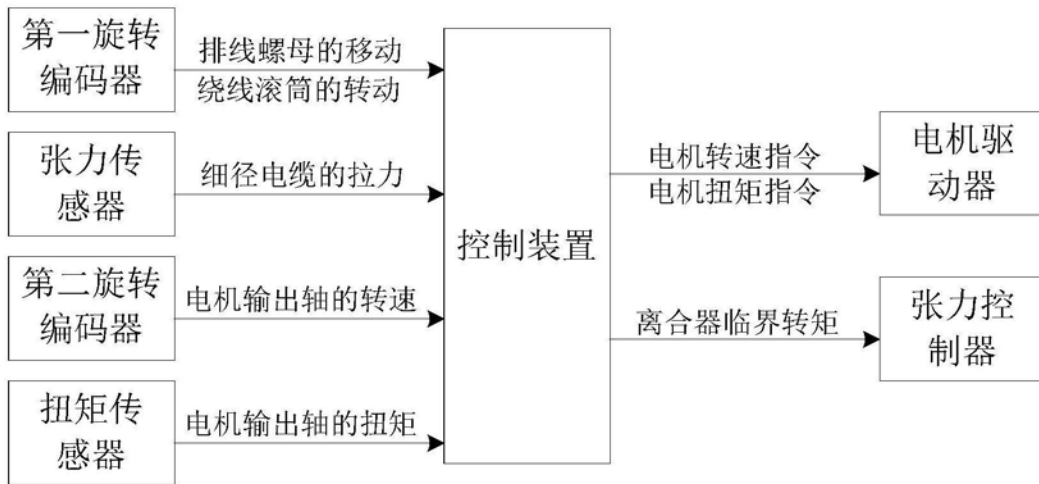 第一旋转
编码器
排线螺母的移动
绕线滚筒的转动
张力传
感器
细径电缆的拉力
第二旋转
编码器
电机输出轴的转速
扭矩传
感器
电机输出轴的扭矩
控制装置
电机转速指令
电机扭矩指令
电机驱
动器
离合器临界转矩
张力控
制器